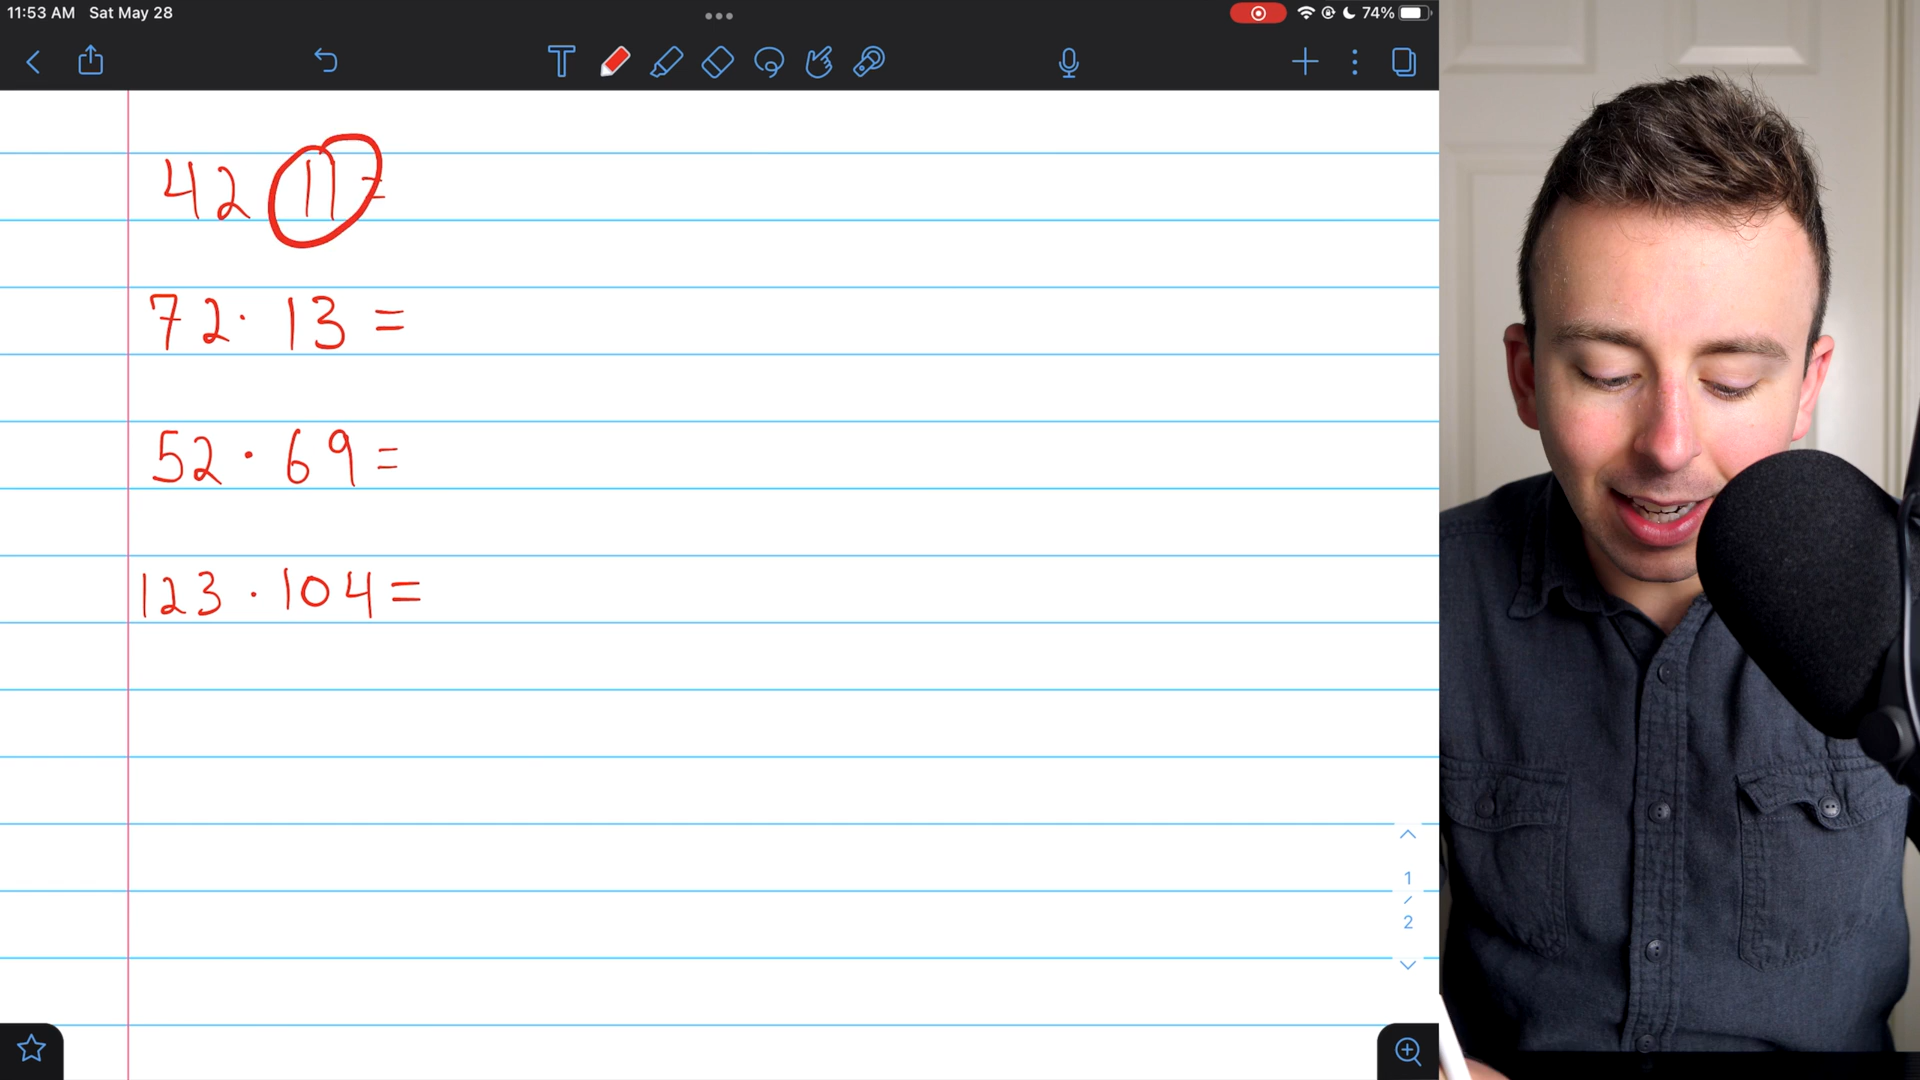 11:53 AM Sat May 28
74%
T
42 11 =
72 · 13 =
52 · 69 =
123 · 104 =
1
/
2